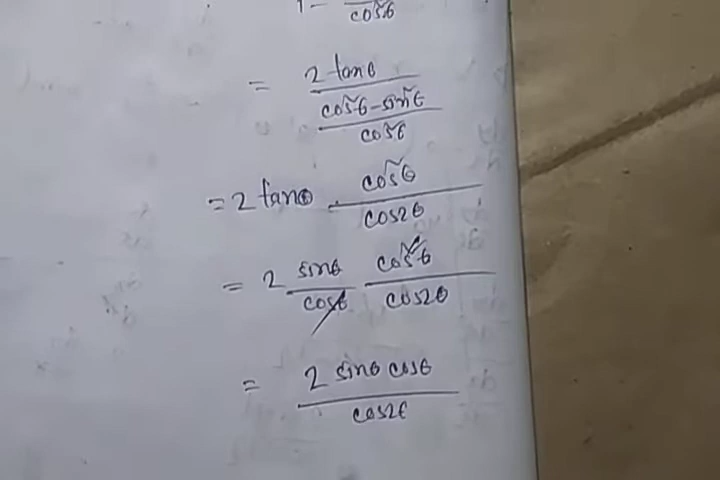 1 - ―― cos²θ
= 2 tanθ / ((cos²θ - sin²θ) / cos²θ)
= 2 tanθ · cos²θ / cos2θ
= 2 sinθ / cosθ cos²θ / cos2θ
= 2 sinθ cosθ / cos2θ